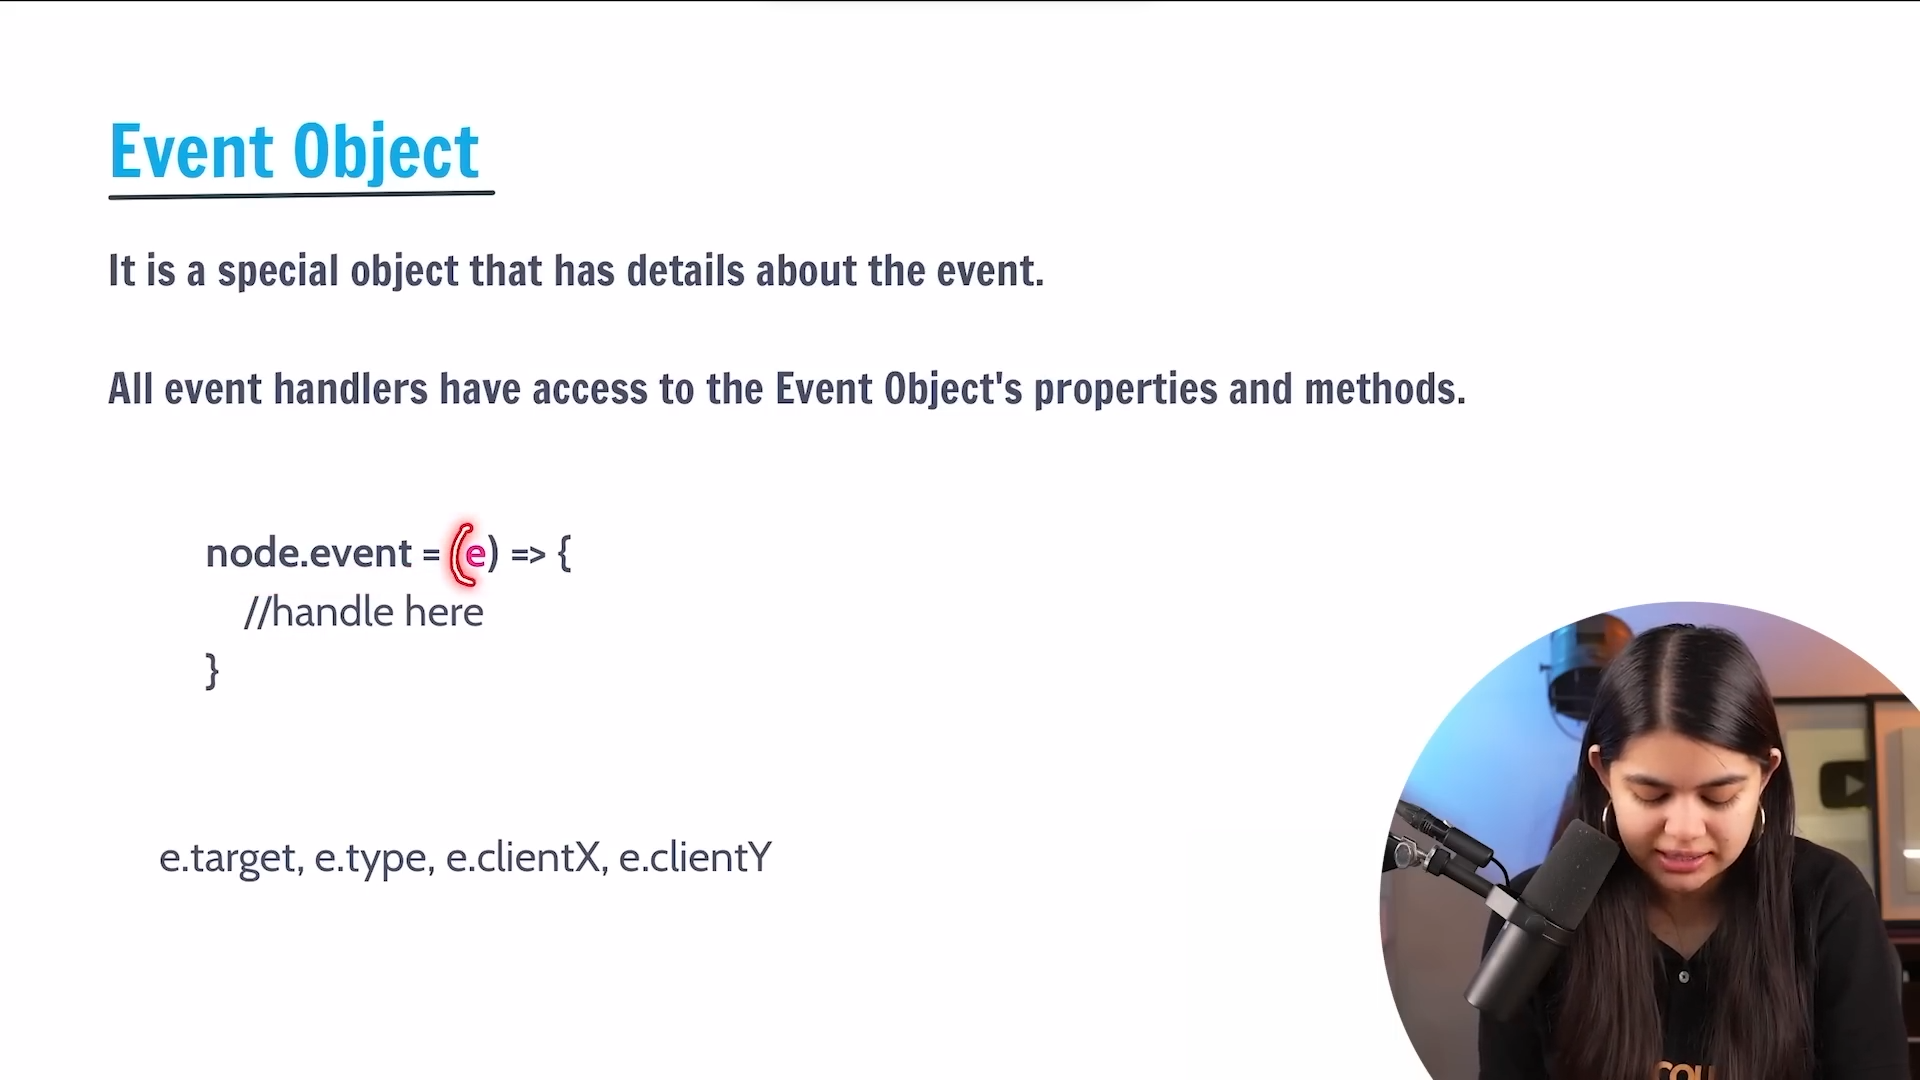 Event Object
It is a special object that has details about the event.
All event handlers have access to the Event Object's properties and methods.
node.event = (e) => {
//handle here
}
e.target, e.type, e.clientX, e.clientY